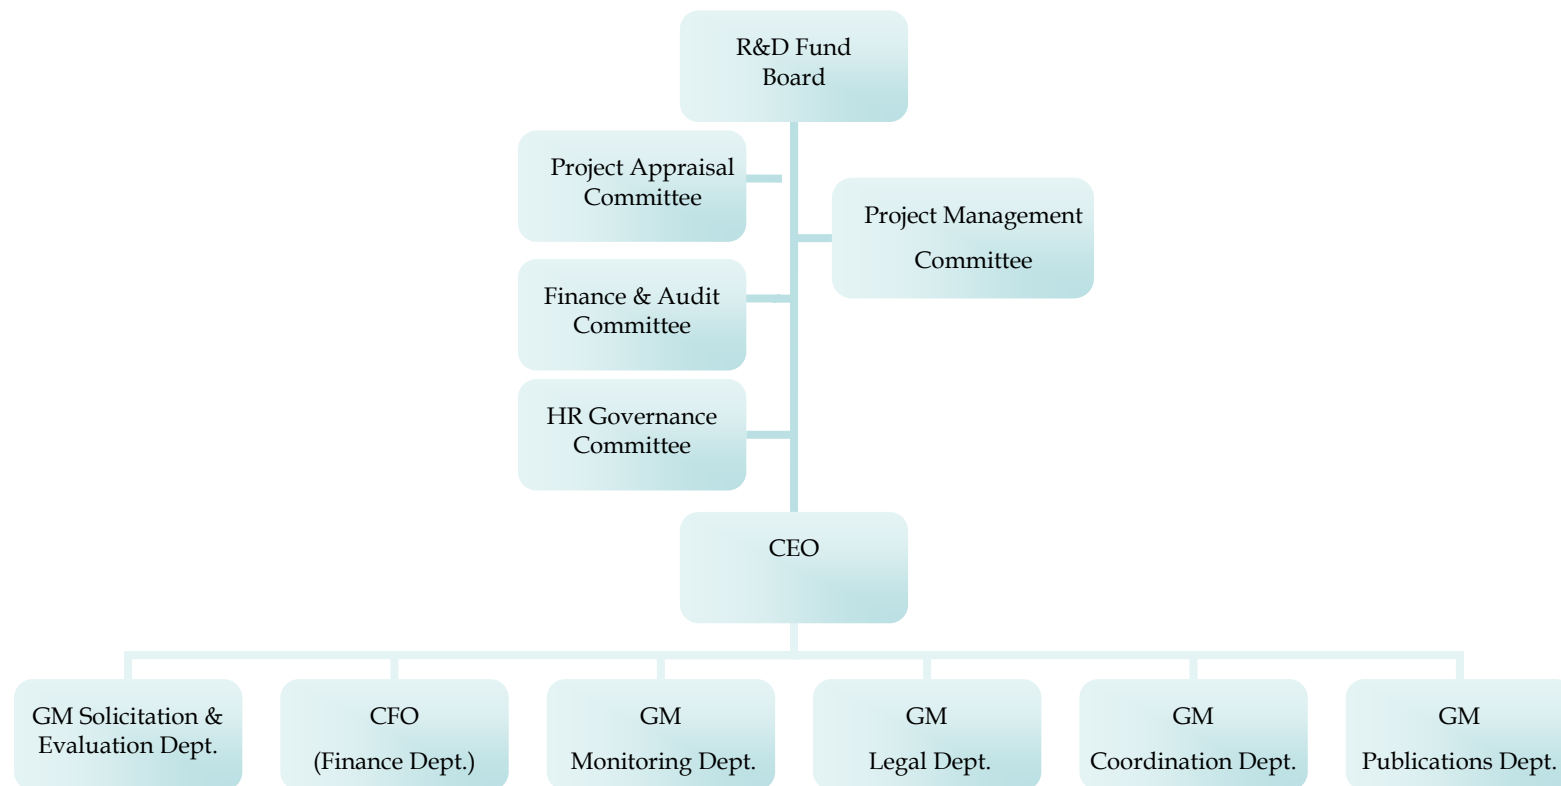 R&D Fund
Board
Project Appraisal
Committee
Project Management
Committee
Finance & Audit
Committee
HR Governance
Committee
CEO
GM Solicitation &
Evaluation Dept.
CFO
(Finance Dept.)
GM
Monitoring Dept.
GM
Legal Dept.
GM
Coordination Dept.
GM
Publications Dept.